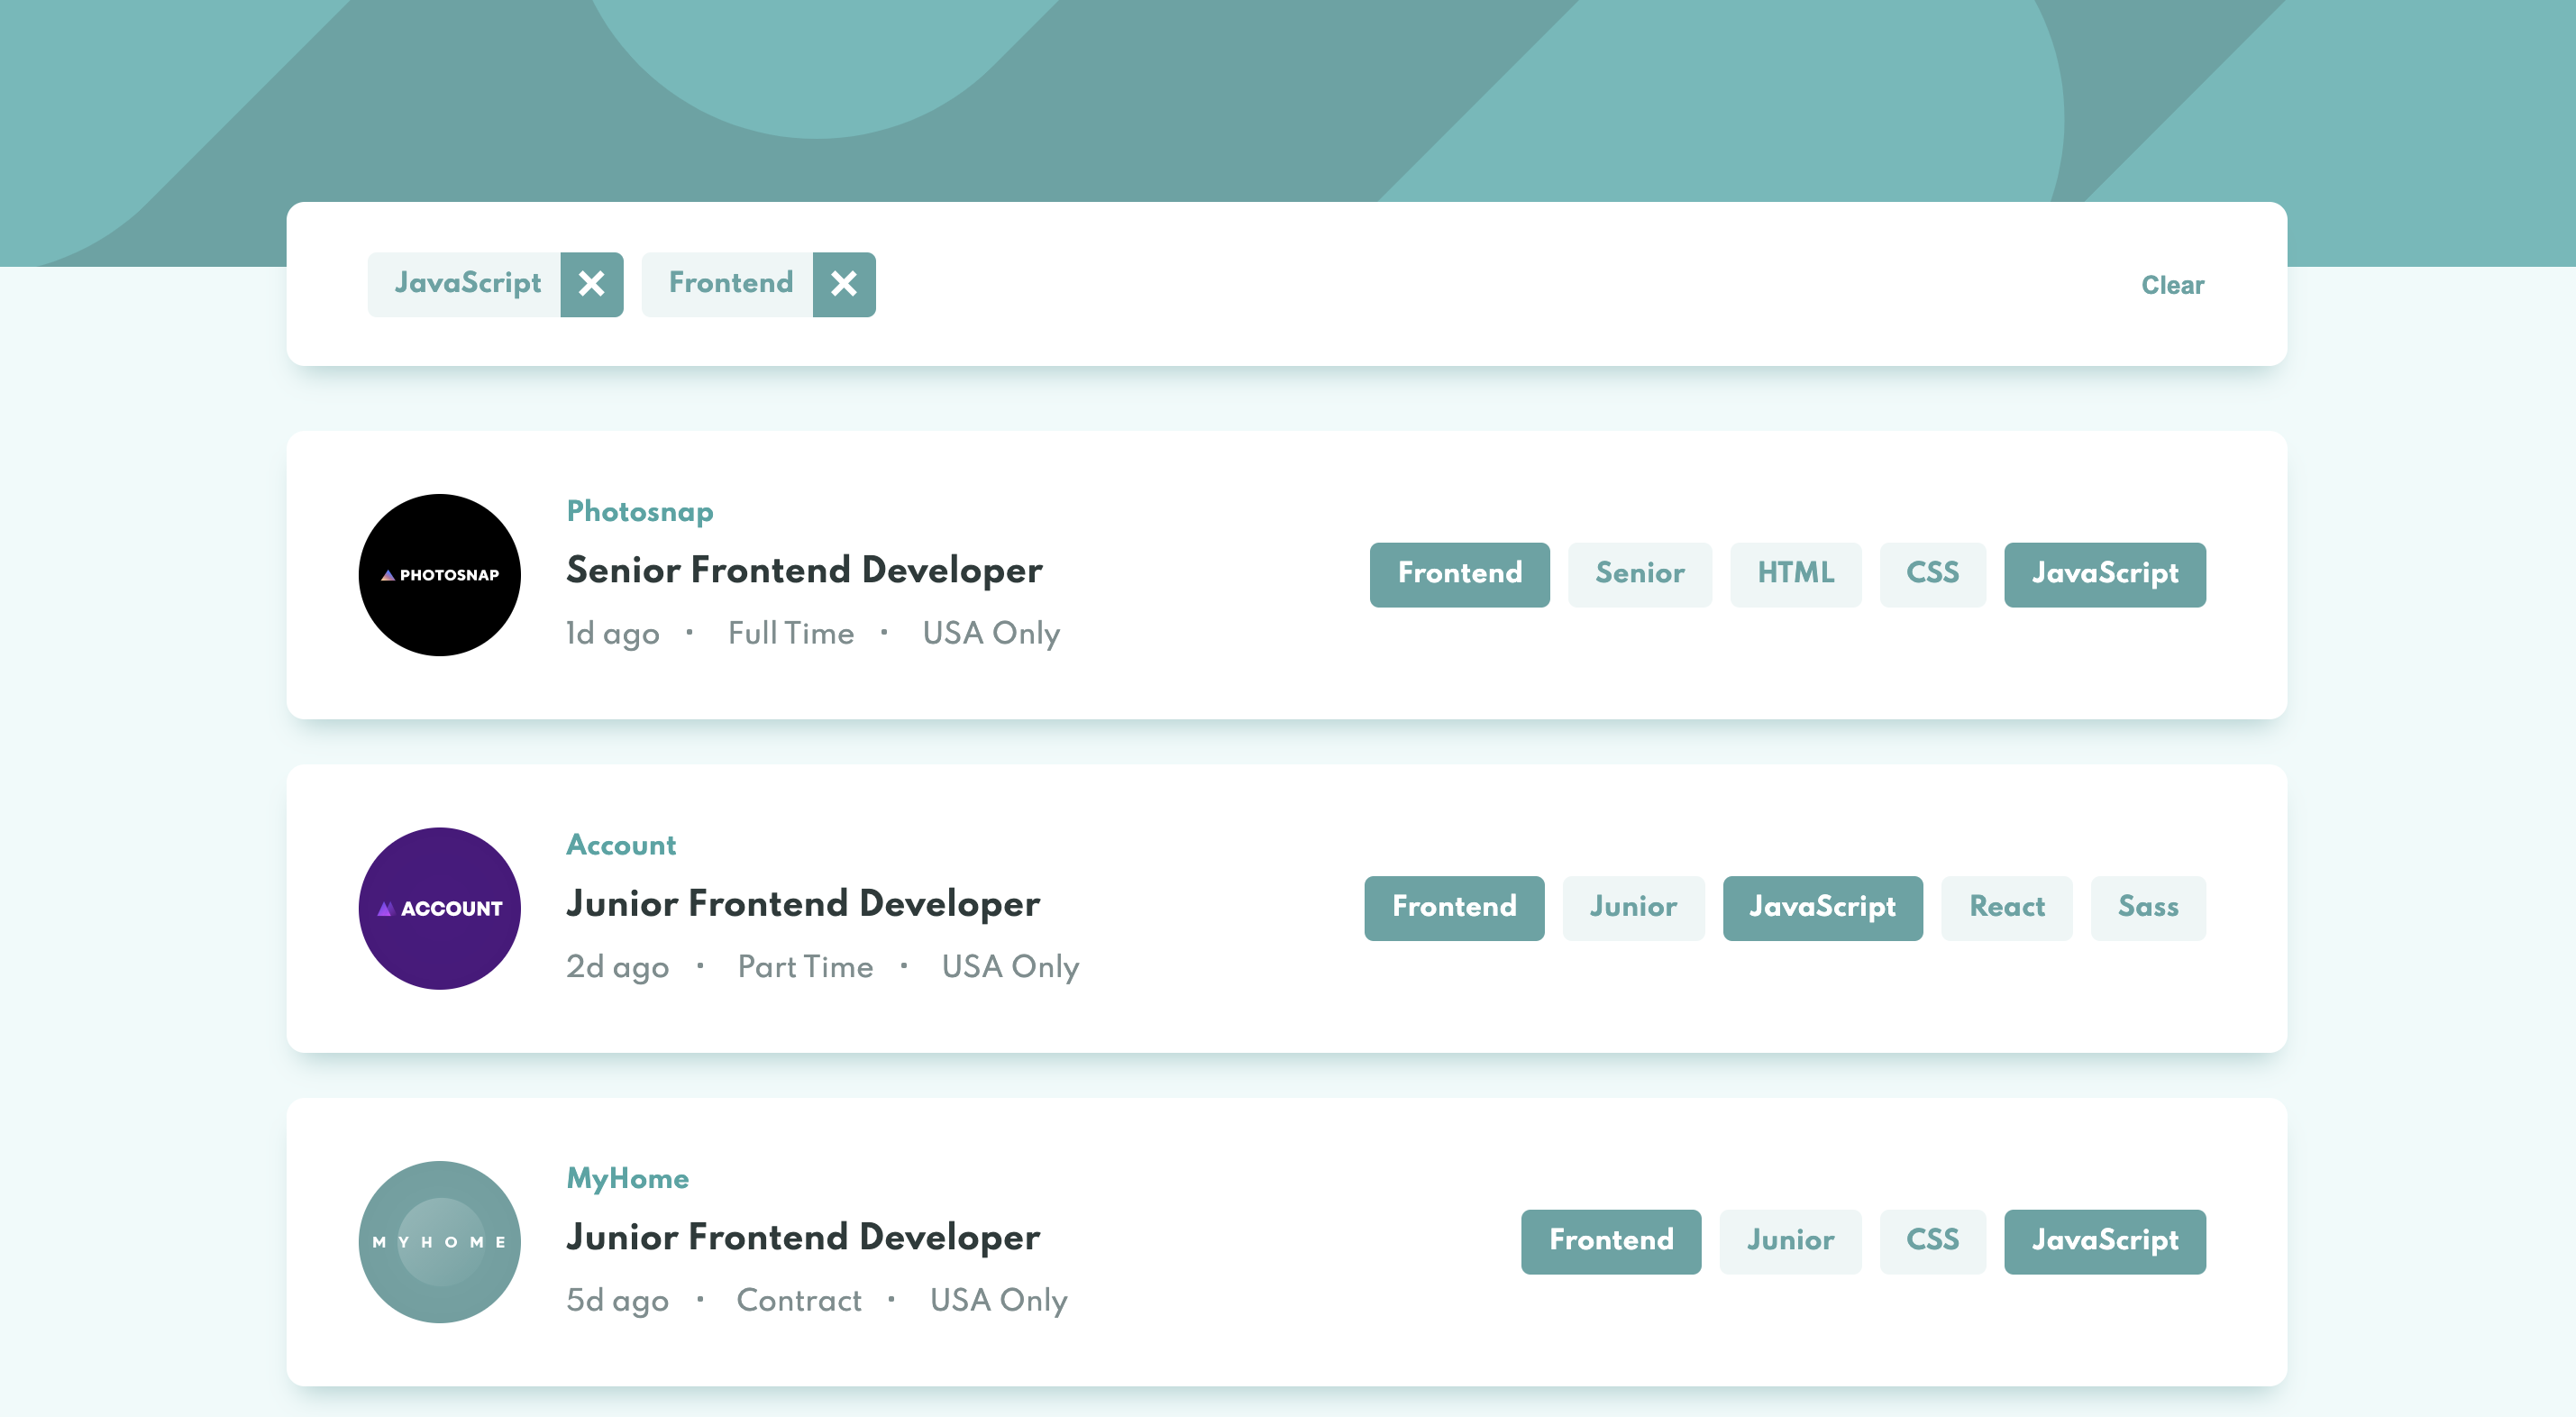 JavaScript Frontend Clear
Photosnap
PHOTOSNAP
Senior Frontend Developer
Frontend Senior HTML CSS JavaScript
1d ago · Full Time · USA Only
Account
ACCOUNT
Junior Frontend Developer
Frontend Junior JavaScript React Sass
2d ago · Part Time · USA Only
MyHome
MYHOME
Junior Frontend Developer
Frontend Junior CSS JavaScript
5d ago · Contract · USA Only